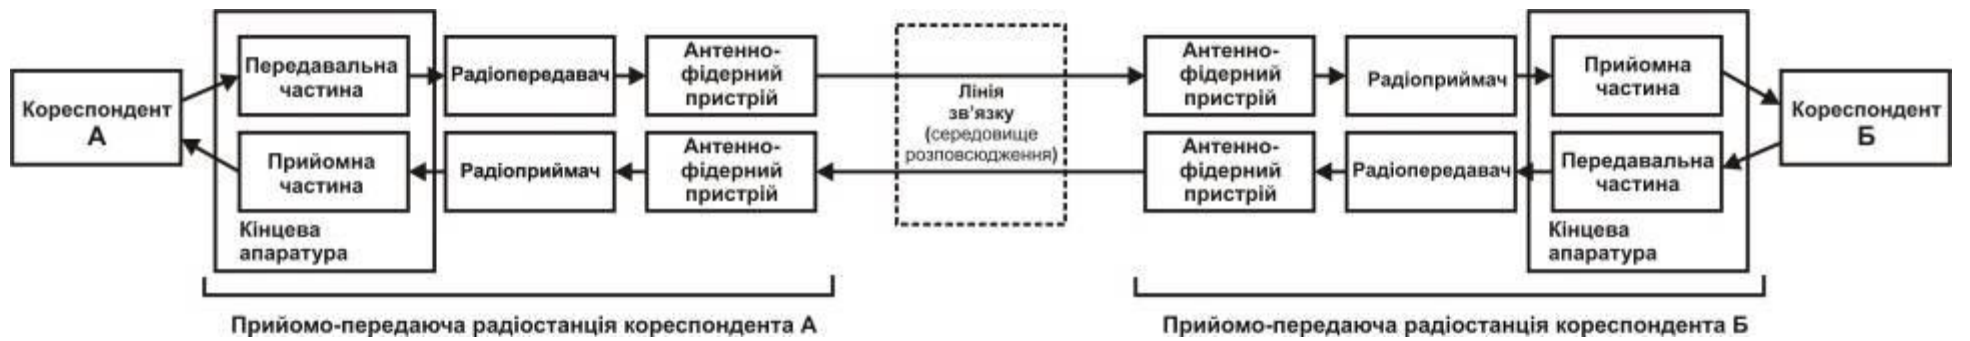 Кореспондент
А
Передавальна
частина
Радіопередавач
Антенно-
фідерний
пристрій
Прийомна
частина
Радіоприймач
Антенно-
фідерний
пристрій
Кінцева
апаратура
Прийомо-передаюча радіостанція кореспондента А
Лінія
зв'язку
(середовище
розповсюдження)
Антенно-
фідерний
пристрій
Радіоприймач
Прийомна
частина
Антенно-
фідерний
пристрій
Радіопередавач
Передавальна
частина
Кінцева
апаратура
Кореспондент
Б
Прийомо-передаюча радіостанція кореспондента Б